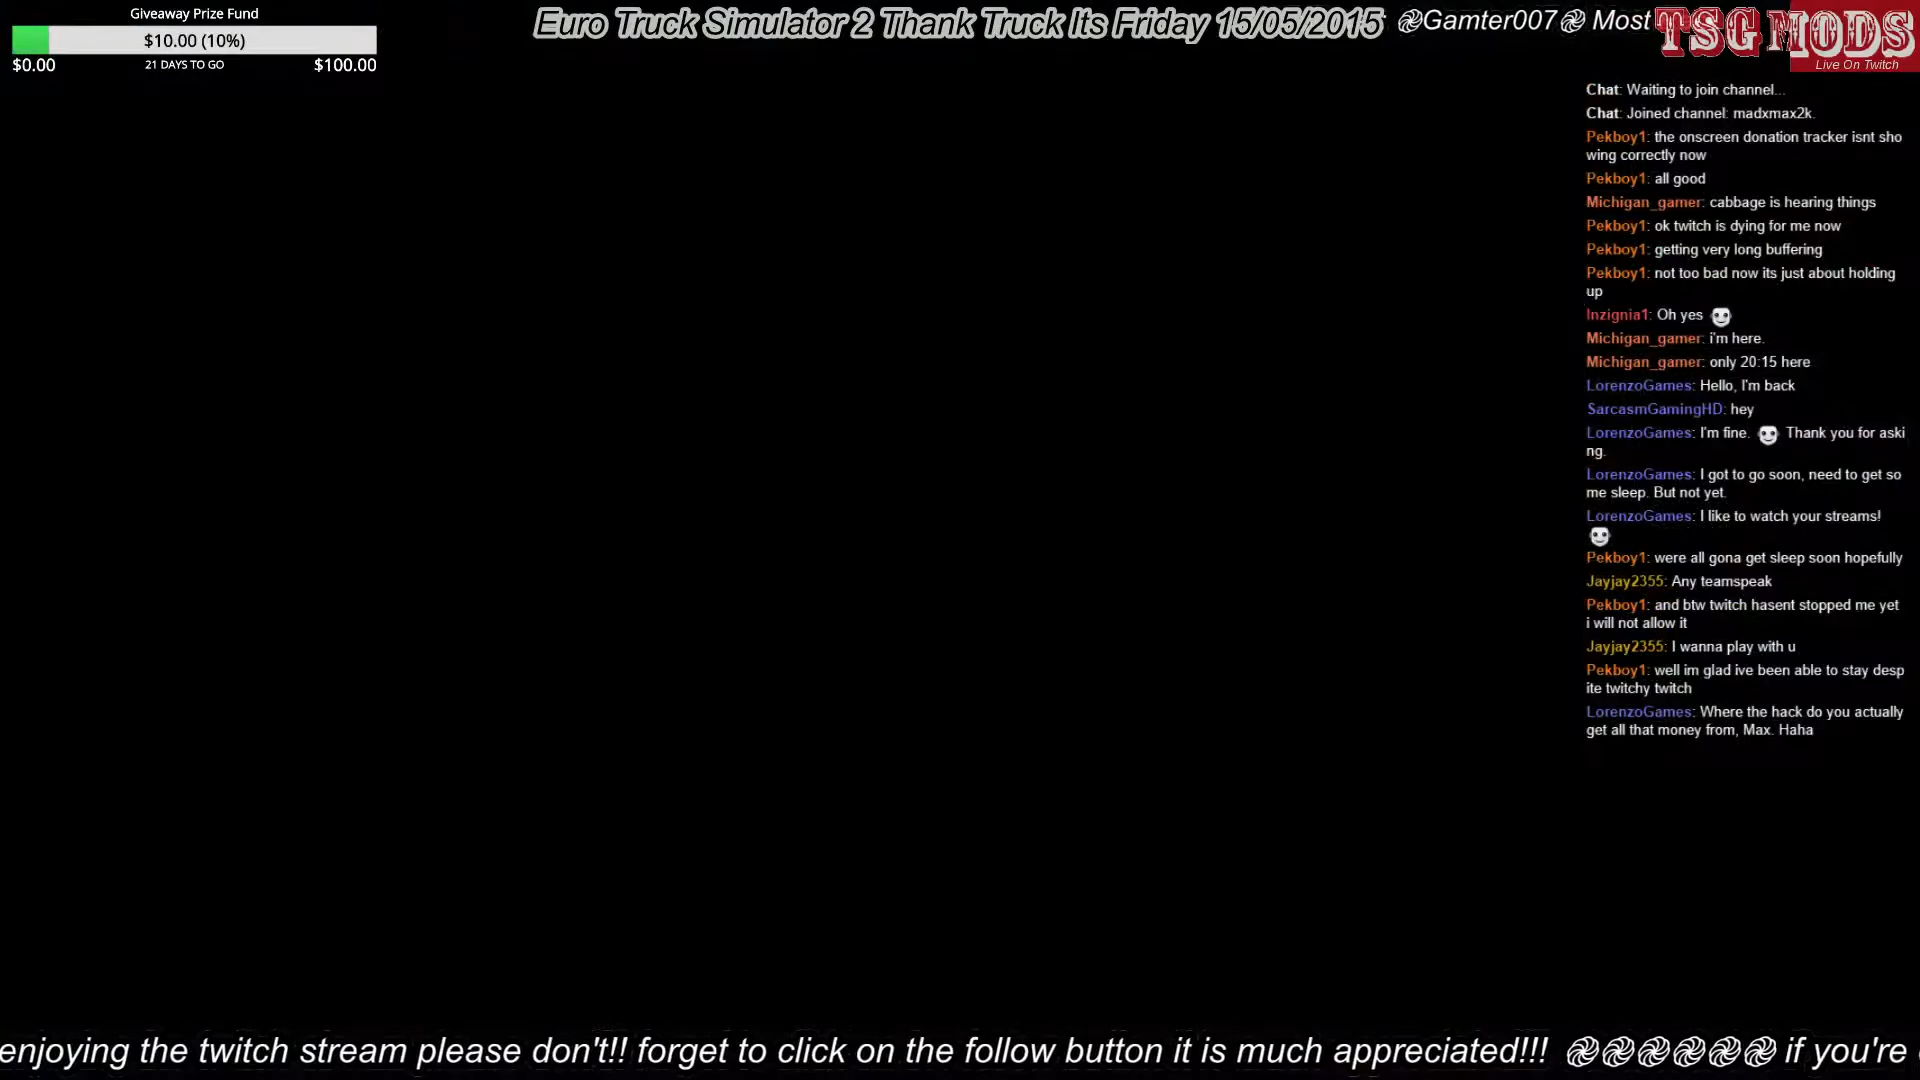 Giveaway Prize Fund
$10.00 (10%)
$0.00 21 DAYS TO GO $100.00
Euro Truck Simulator 2 Thank Truck Its Friday 15/05/2015
Gamter007 Most
TSG MODS
Live On Twitch
Chat: Waiting to join channel...
Chat: Joined channel: madxmax2k.
Pekboy1: the onscreen donation tracker isnt sho
wing correctly now
Pekboy1: all good
Michigan_gamer: cabbage is hearing things
Pekboy1: ok twitch is dying for me now
Pekboy1: getting very long buffering
Pekboy1: not too bad now its just about holding
up
Inzignia1: Oh yes
Michigan_gamer: i'm here.
Michigan_gamer: only 20:15 here
LorenzoGames: Hello, I'm back
SarcasmGamingHD: hey
LorenzoGames: I'm fine. Thank you for aski
ng.
LorenzoGames: I got to go soon, need to get so
me sleep. But not yet.
LorenzoGames: I like to watch your streams!
Pekboy1: were all gona get sleep soon hopefully
Jayjay2355: Any teamspeak
Pekboy1: and btw twitch hasent stopped me yet
i will not allow it
Jayjay2355: I wanna play with u
Pekboy1: well im glad ive been able to stay desp
ite twitchy twitch
LorenzoGames: Where the hack do you actually
get all that money from, Max. Haha
enjoying the twitch stream please don't!! forget to click on the follow button it is much appreciated!!! if you're